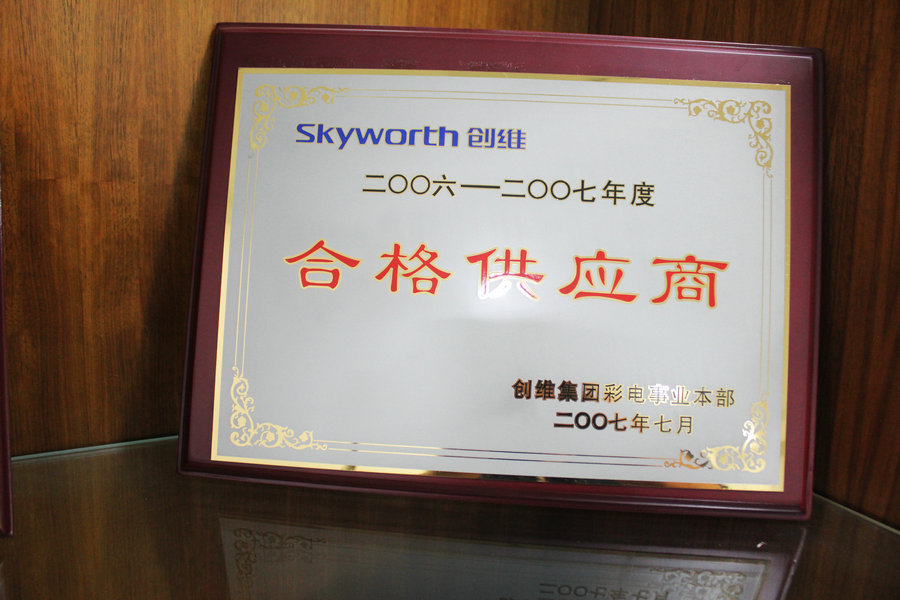 Skyworth 创维
二〇〇六——二〇〇七年度
合格供应商
创维集团彩电事业本部
二〇〇七年七月